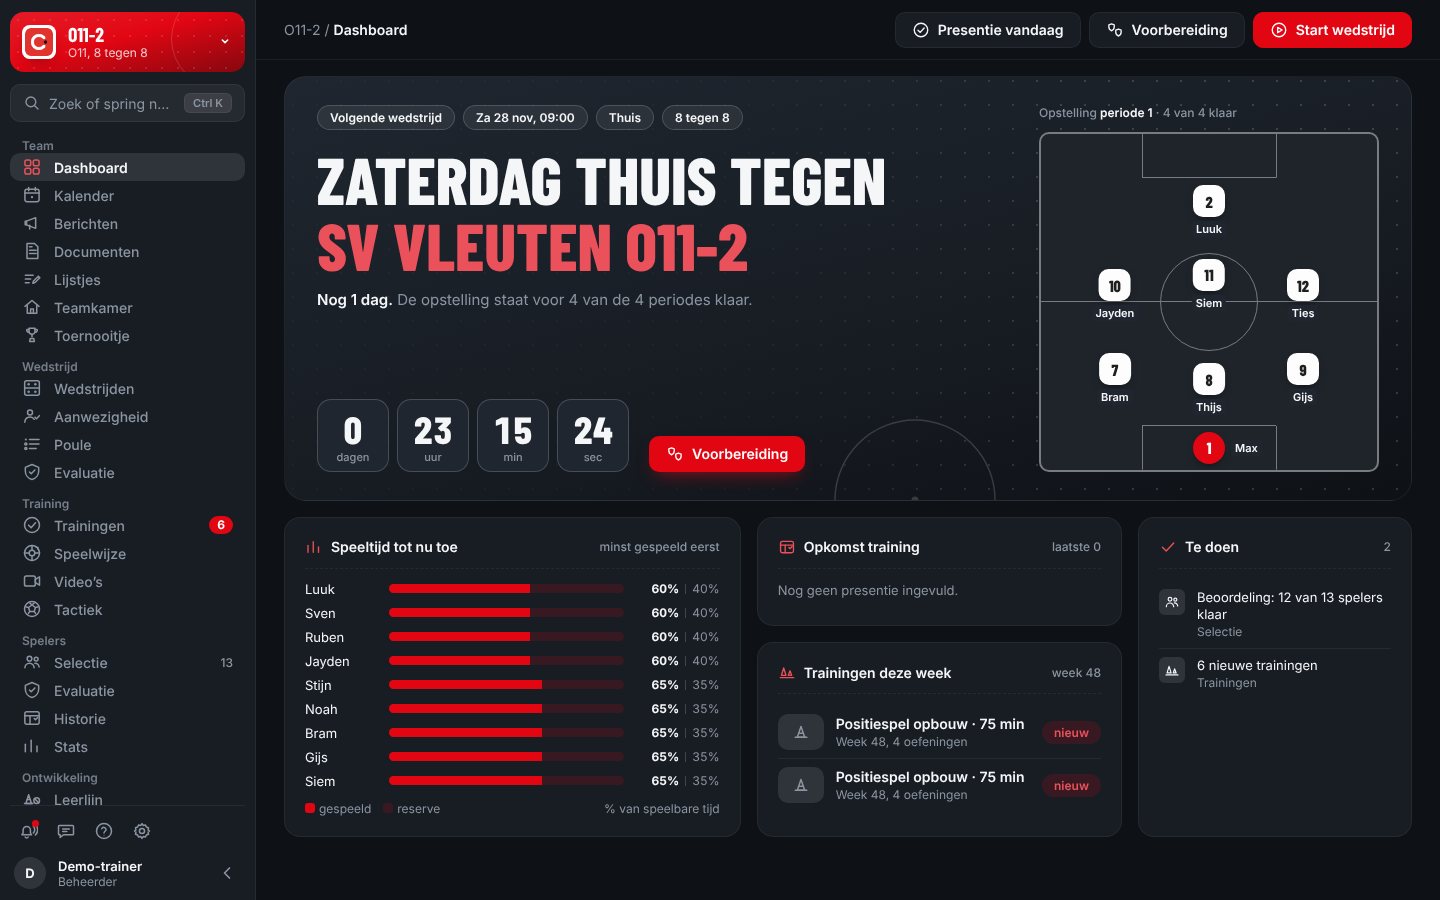 O11-2
O11, 8 tegen 8
Zoek of spring n...
Ctrl K
Team
Dashboard
Kalender
Berichten
Documenten
Lijstjes
Teamkamer
Toernooitje
Wedstrijd
Wedstrijden
Aanwezigheid
Poule
Evaluatie
Training
Trainingen 6
Speelwijze
Video's
Tactiek
Spelers
Selectie 13
Evaluatie
Historie
Stats
Ontwikkeling
Leerlijn
D
Demo-trainer
Beheerder
O11-2 / Dashboard
Presentie vandaag
Voorbereiding
Start wedstrijd
Volgende wedstrijd
Za 28 nov, 09:00
Thuis
8 tegen 8
ZATERDAG THUIS TEGEN
SV VLEUTEN O11-2
Nog 1 dag. De opstelling staat voor 4 van de 4 periodes klaar.
0
dagen
23
uur
15
min
24
sec
Voorbereiding
Opstelling periode 1 · 4 van 4 klaar
2
Luuk
10
Jayden
11
Siem
12
Ties
7
Bram
8
Thijs
9
Gijs
1
Max
Speeltijd tot nu toe
minst gespeeld eerst
Luuk 60% | 40%
Sven 60% | 40%
Ruben 60% | 40%
Jayden 60% | 40%
Stijn 65% | 35%
Noah 65% | 35%
Bram 65% | 35%
Gijs 65% | 35%
Siem 65% | 35%
gespeeld reserve % van speelbare tijd
Opkomst training
laatste 0
Nog geen presentie ingevuld.
Trainingen deze week
week 48
Positiespel opbouw · 75 min
Week 48, 4 oefeningen
nieuw
Positiespel opbouw · 75 min
Week 48, 4 oefeningen
nieuw
Te doen
2
Beoordeling: 12 van 13 spelers
klaar
Selectie
6 nieuwe trainingen
Trainingen